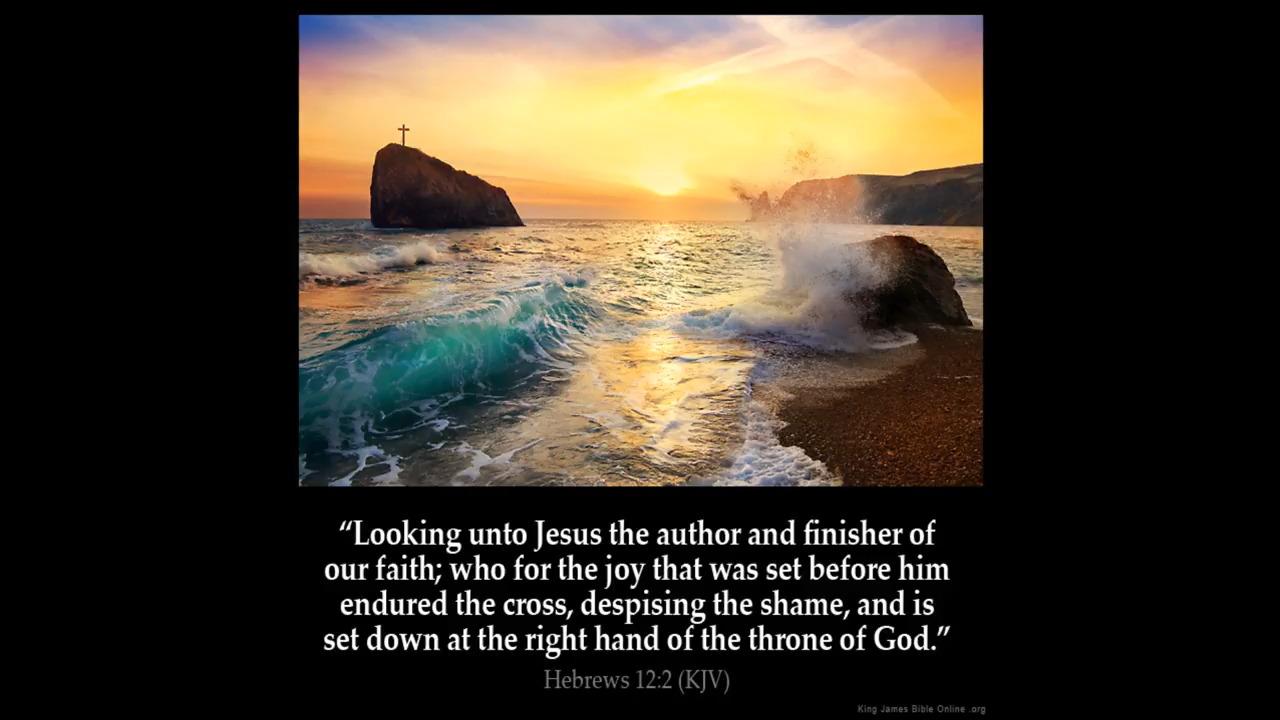 “Looking unto Jesus the author and finisher of
our faith; who for the joy that was set before him
endured the cross, despising the shame, and is
set down at the right hand of the throne of God.”
Hebrews 12:2 (KJV)
King James Bible Online .org